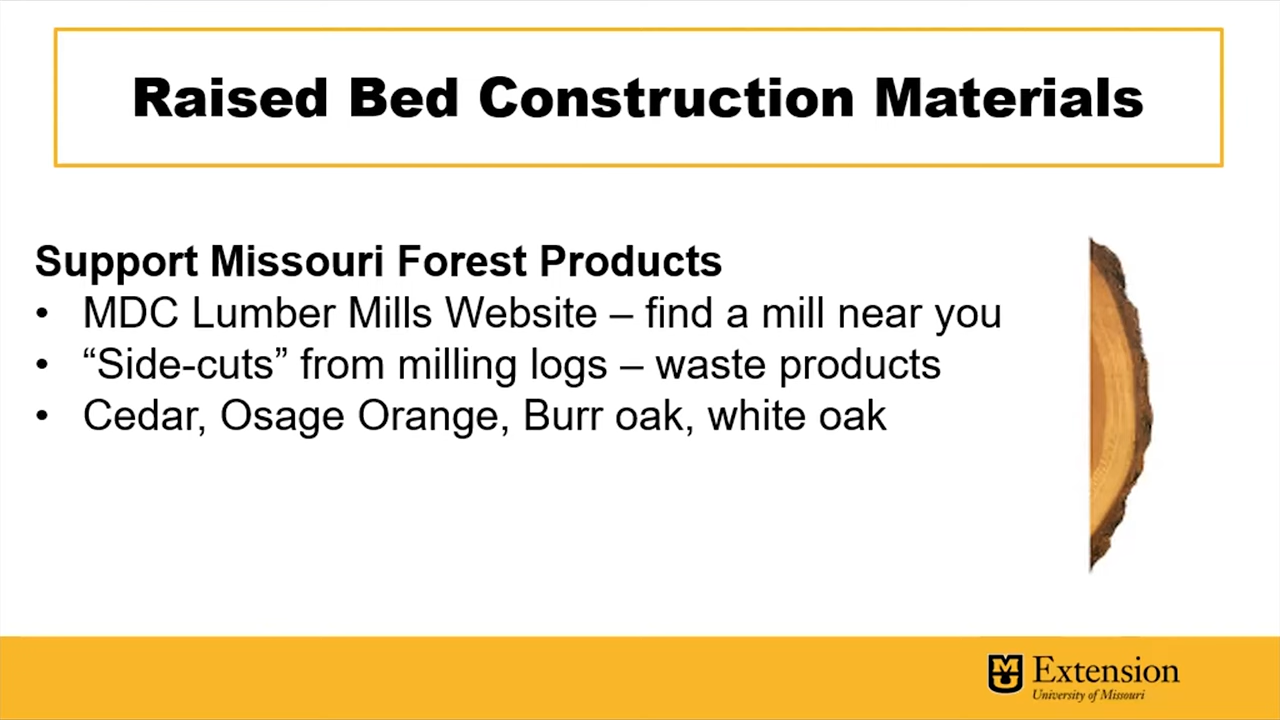 Raised Bed Construction Materials
Support Missouri Forest Products
• MDC Lumber Mills Website – find a mill near you
• “Side-cuts” from milling logs – waste products
• Cedar, Osage Orange, Burr oak, white oak
MU Extension
University of Missouri